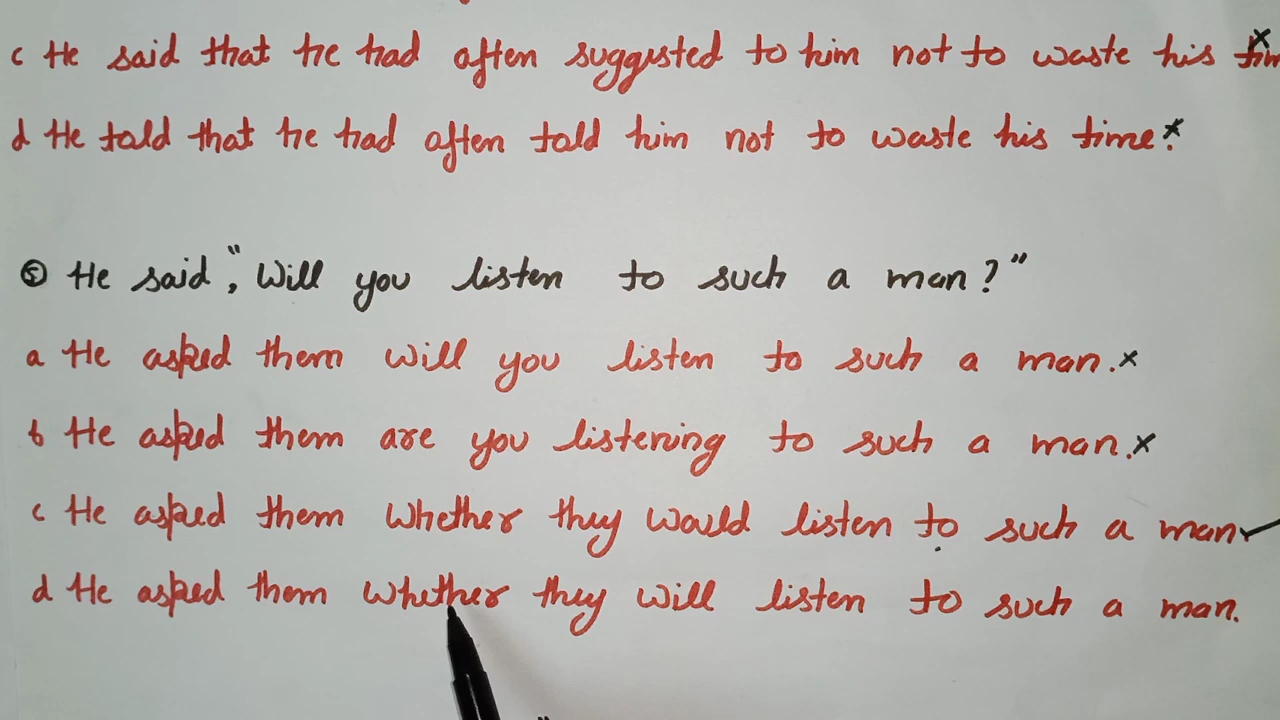 c He said that he had often suggested to him not to waste his
d He told that he had often told him not to waste his time.
⑤ He said, "Will you listen to such a man?"
a He asked them will you listen to such a man.
b He asked them are you listening to such a man.
c He asked them whether they would listen to such a man
d He asked them whether they will listen to such a man.